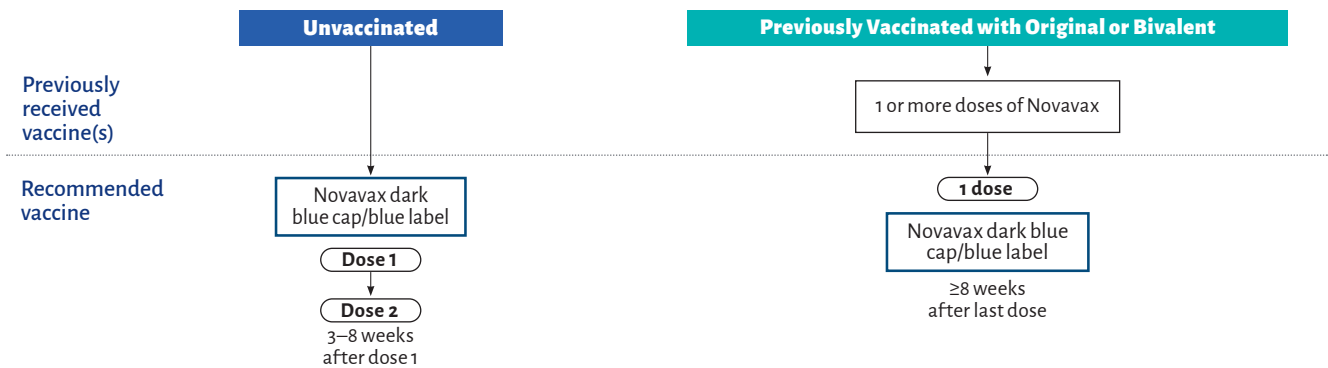 Unvaccinated
Previously Vaccinated with Original or Bivalent
Previously
received
vaccine(s)
1 or more doses of Novavax
Recommended
vaccine
Novavax dark
blue cap/blue label
Dose 1
Dose 2
3–8 weeks
after dose 1
1 dose
Novavax dark blue
cap/blue label
≥8 weeks
after last dose